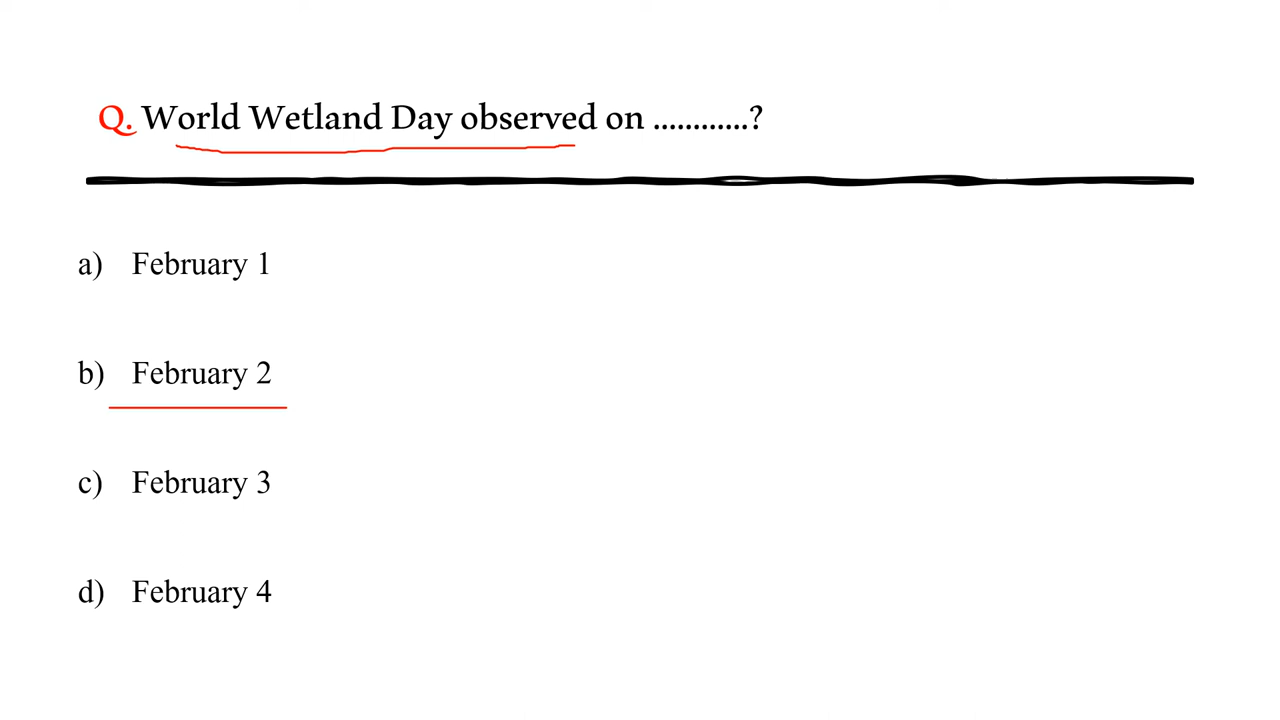 Q. World Wetland Day observed on ............?
a) February 1
b) February 2
c) February 3
d) February 4